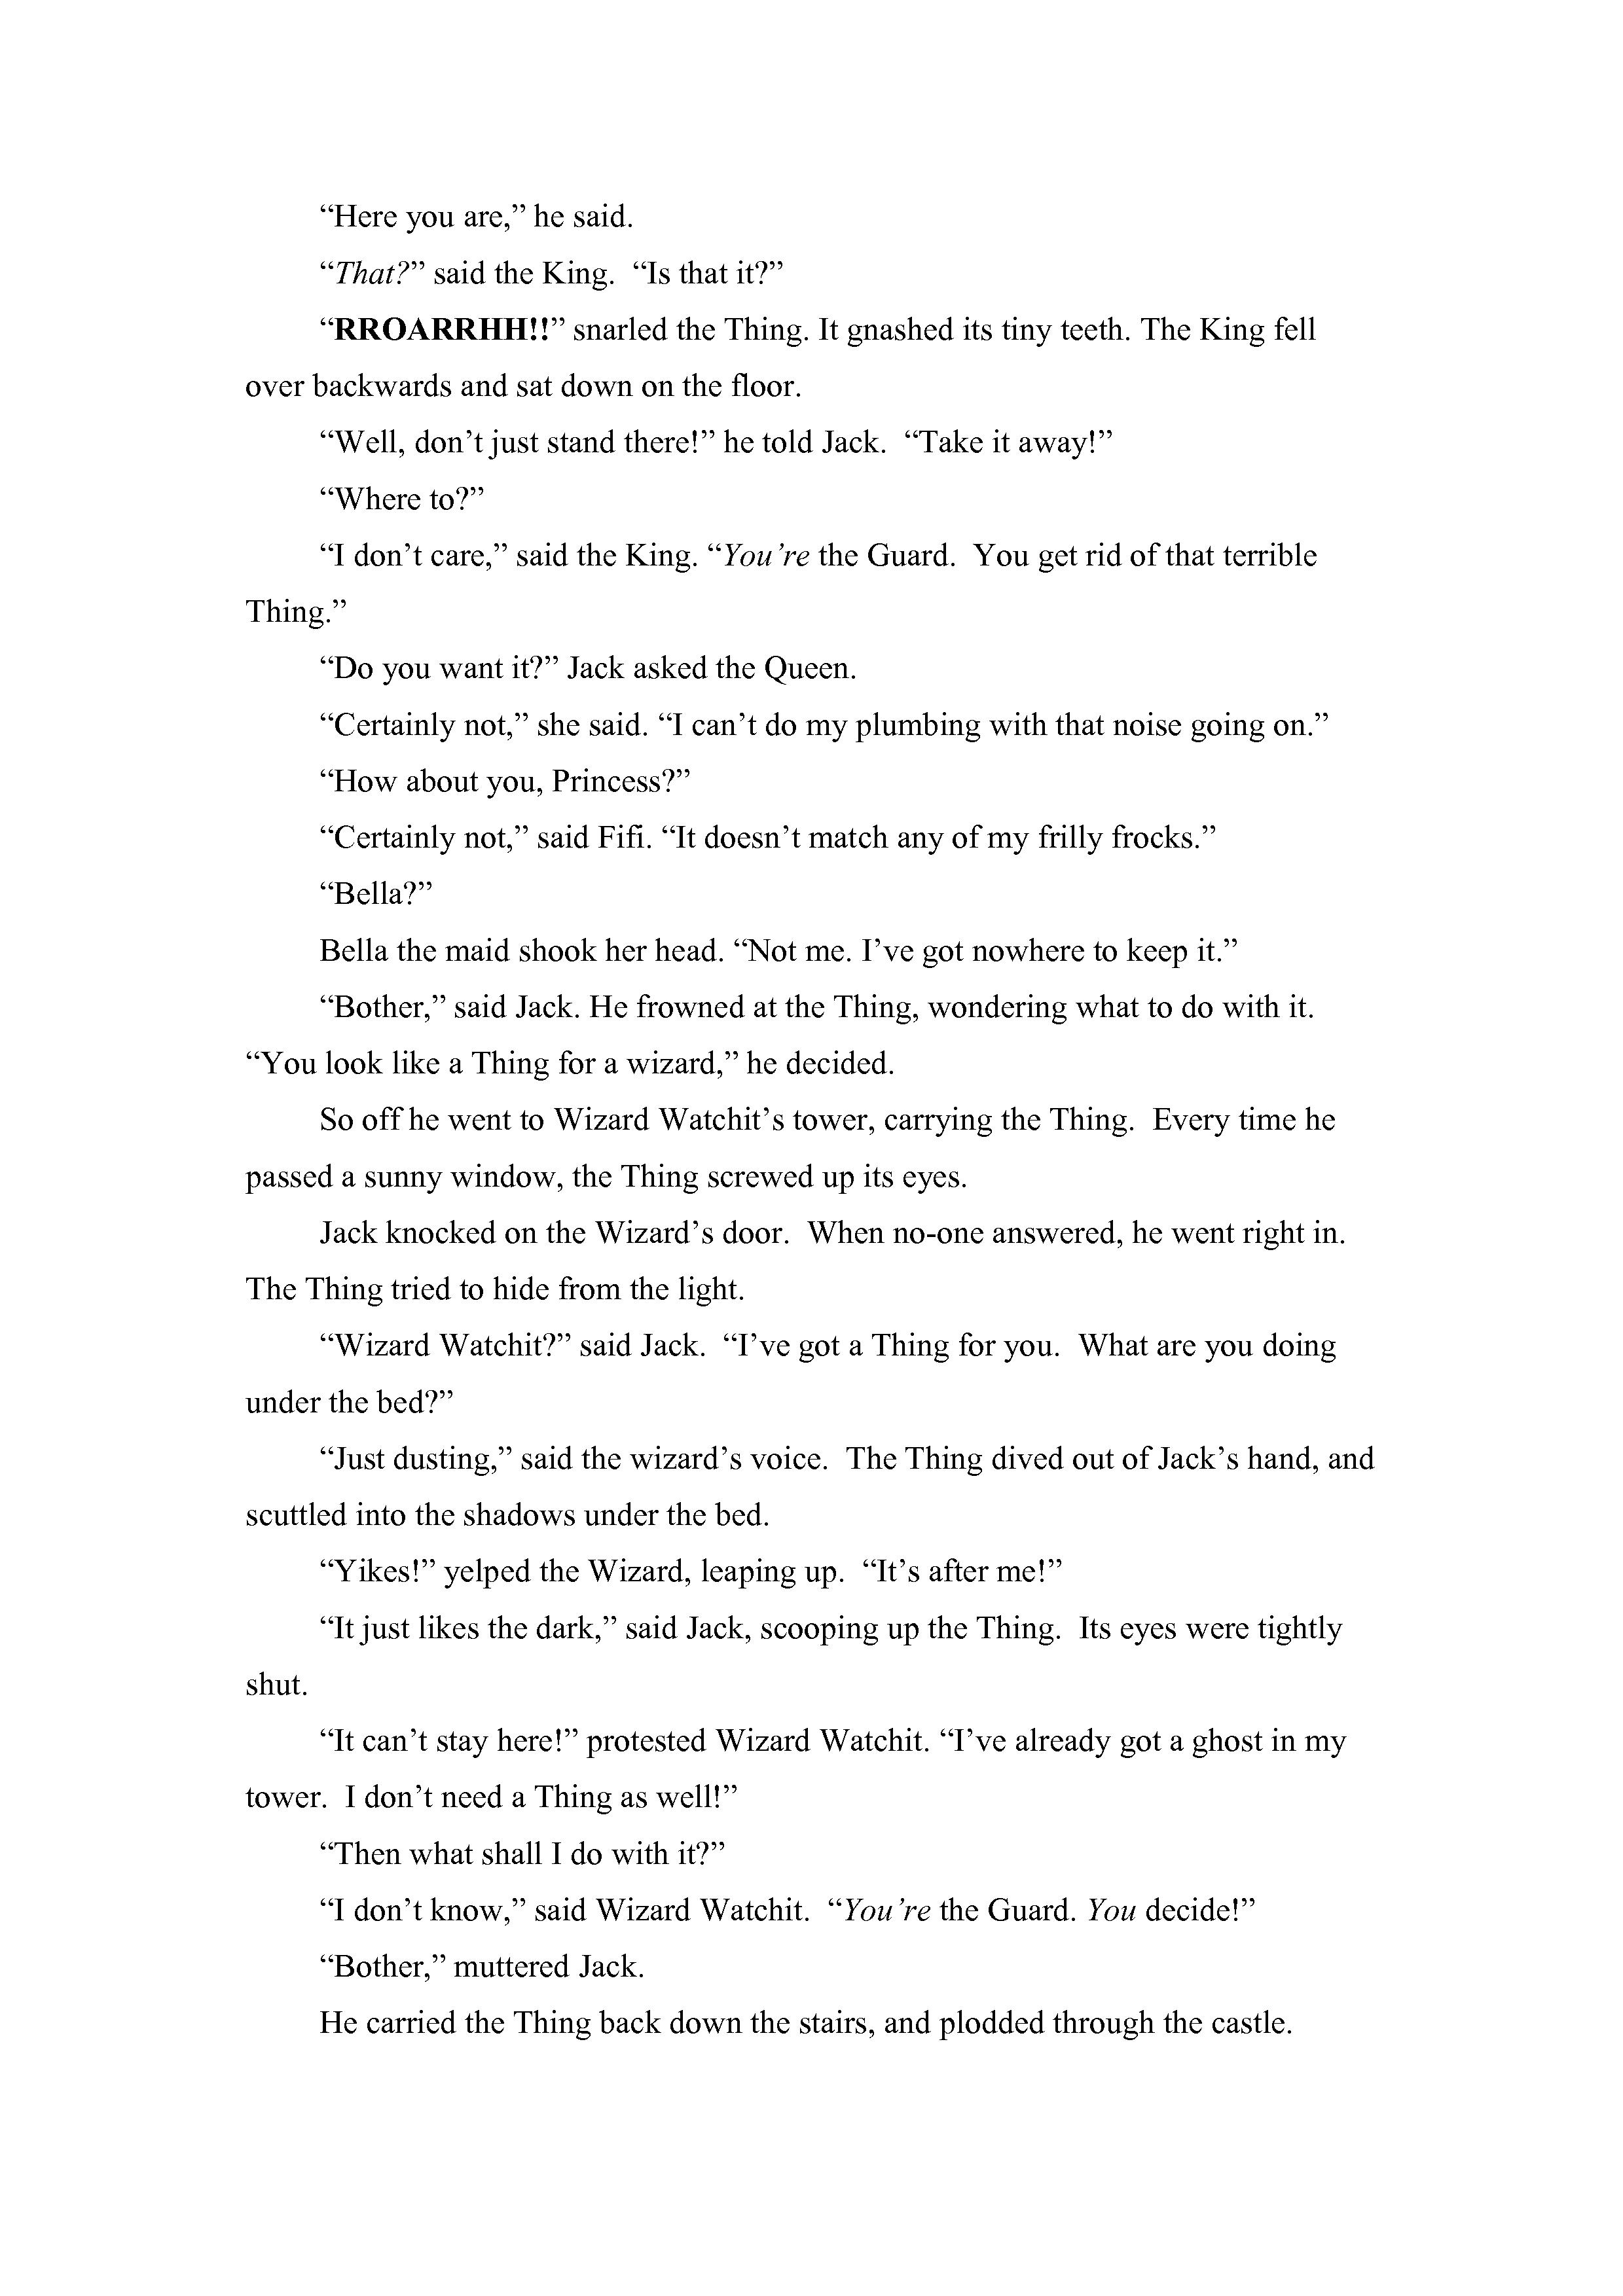 “Here you are,” he said.
“That?” said the King.  “Is that it?”
“RROARRHH!!” snarled the Thing. It gnashed its tiny teeth. The King fell
over backwards and sat down on the floor.
“Well, don’t just stand there!” he told Jack.  “Take it away!”
“Where to?”
“I don’t care,” said the King. “You’re the Guard.  You get rid of that terrible
Thing.”
“Do you want it?” Jack asked the Queen.
“Certainly not,” she said. “I can’t do my plumbing with that noise going on.”
“How about you, Princess?”
“Certainly not,” said Fifi. “It doesn’t match any of my frilly frocks.”
“Bella?”
Bella the maid shook her head. “Not me. I’ve got nowhere to keep it.”
“Bother,” said Jack. He frowned at the Thing, wondering what to do with it.
“You look like a Thing for a wizard,” he decided.
So off he went to Wizard Watchit’s tower, carrying the Thing.  Every time he
passed a sunny window, the Thing screwed up its eyes.
Jack knocked on the Wizard’s door.  When no-one answered, he went right in.
The Thing tried to hide from the light.
“Wizard Watchit?” said Jack.  “I’ve got a Thing for you.  What are you doing
under the bed?”
“Just dusting,” said the wizard’s voice.  The Thing dived out of Jack’s hand, and
scuttled into the shadows under the bed.
“Yikes!” yelped the Wizard, leaping up.  “It’s after me!”
“It just likes the dark,” said Jack, scooping up the Thing.  Its eyes were tightly
shut.
“It can’t stay here!” protested Wizard Watchit. “I’ve already got a ghost in my
tower.  I don’t need a Thing as well!”
“Then what shall I do with it?”
“I don’t know,” said Wizard Watchit.  “You’re the Guard. You decide!”
“Bother,” muttered Jack.
He carried the Thing back down the stairs, and plodded through the castle.